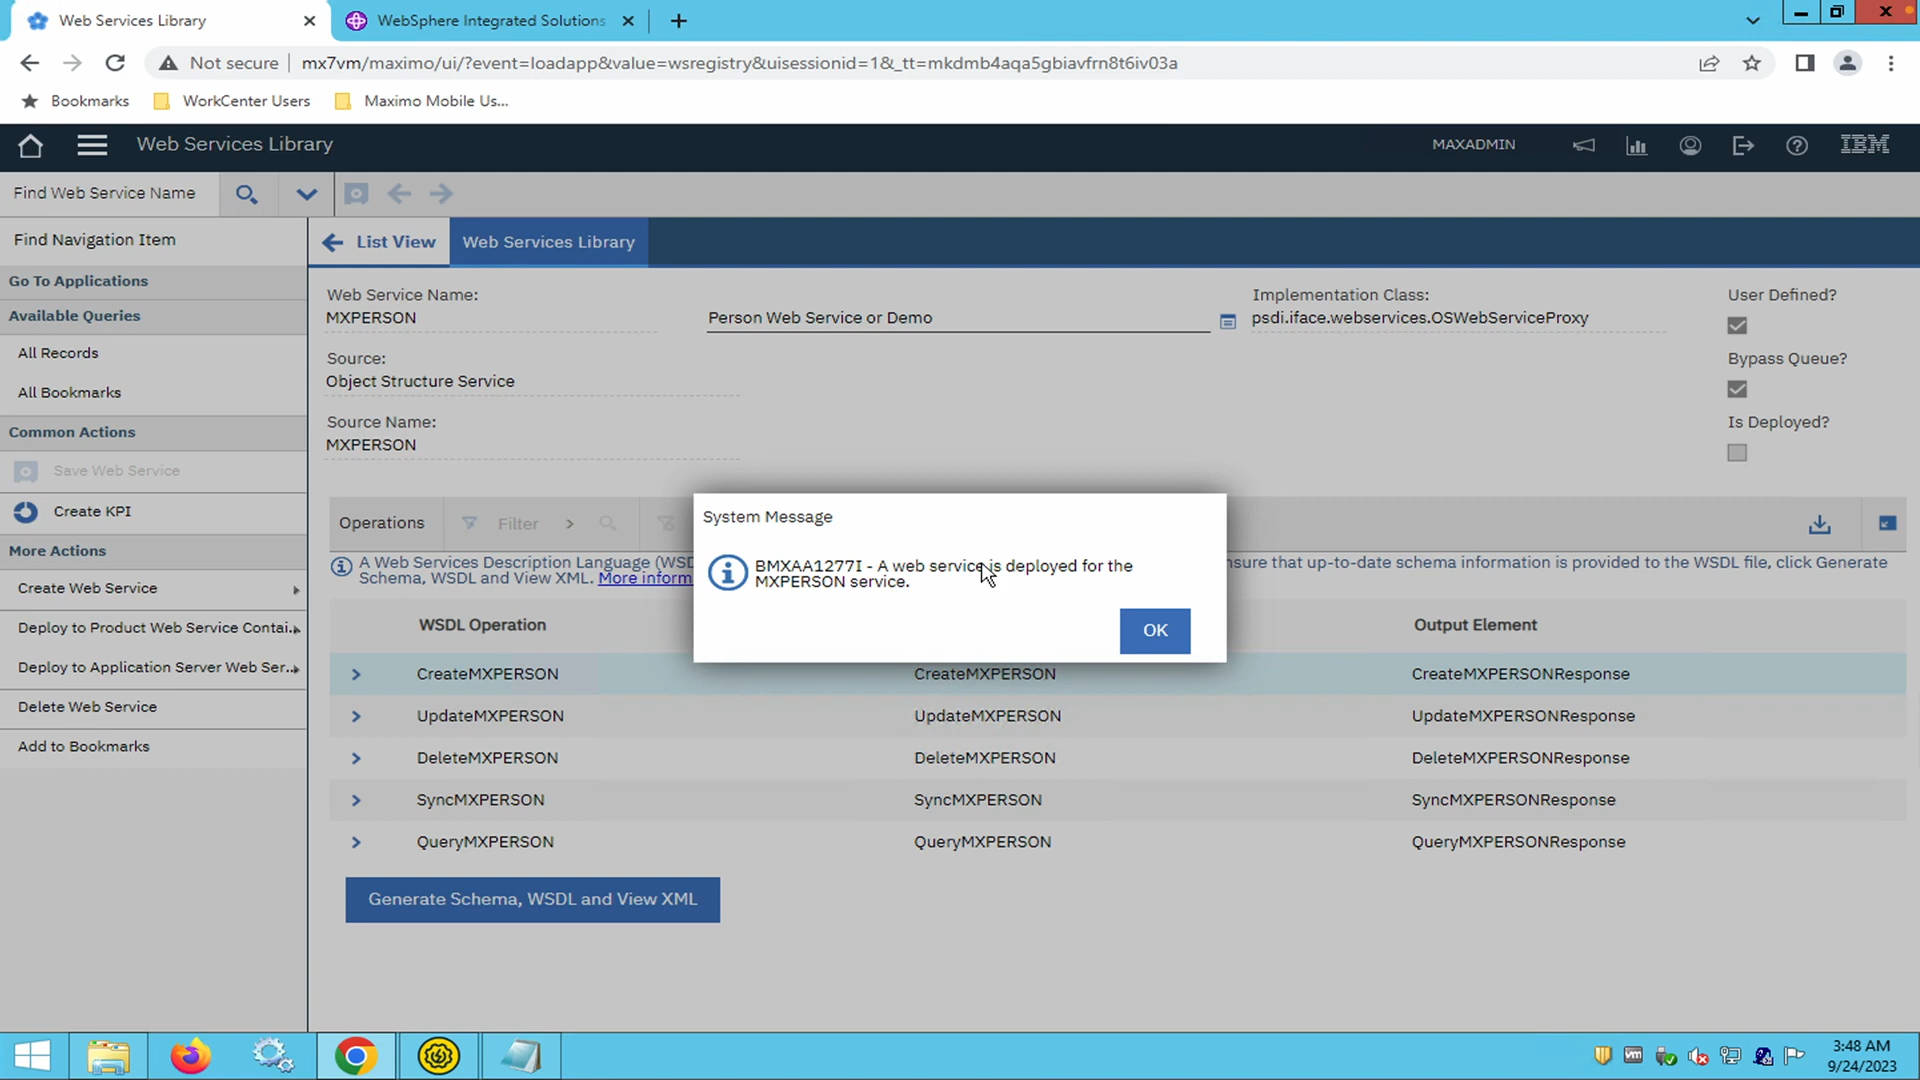 Web Services Library
WebSphere Integrated Solutions
Not secure
mx7vm/maximo/ui/?event=loadapp&value=wsregistry&uisessionid=1&_tt=mkdmb4aqa5gbiavfrn8t6iv03a
Bookmarks
WorkCenter Users
Maximo Mobile Us...
Web Services Library
MAXADMIN
IBM
Find Web Service Name
Find Navigation Item
Go To Applications
Available Queries
All Records
All Bookmarks
Common Actions
Save Web Service
Create KPI
More Actions
Create Web Service
Deploy to Product Web Service Contai..
Deploy to Application Server Web Ser..
Delete Web Service
Add to Bookmarks
List View
Web Services Library
Web Service Name:
MXPERSON
Person Web Service or Demo
Implementation Class:
psdi.iface.webservices.OSWebServiceProxy
User Defined?
Source:
Object Structure Service
Bypass Queue?
Source Name:
MXPERSON
Is Deployed?
Operations
Filter
A Web Services Description Language (WSD
nsure that up-to-date schema information is provided to the WSDL file, click Generate
Schema, WSDL and View XML. More inform
System Message
BMXAA1277I - A web service is deployed for the
MXPERSON service.
OK
WSDL Operation
Output Element
CreateMXPERSON CreateMXPERSON CreateMXPERSONResponse
UpdateMXPERSON UpdateMXPERSON UpdateMXPERSONResponse
DeleteMXPERSON DeleteMXPERSON DeleteMXPERSONResponse
SyncMXPERSON SyncMXPERSON SyncMXPERSONResponse
QueryMXPERSON QueryMXPERSON QueryMXPERSONResponse
Generate Schema, WSDL and View XML
3:48 AM
9/24/2023